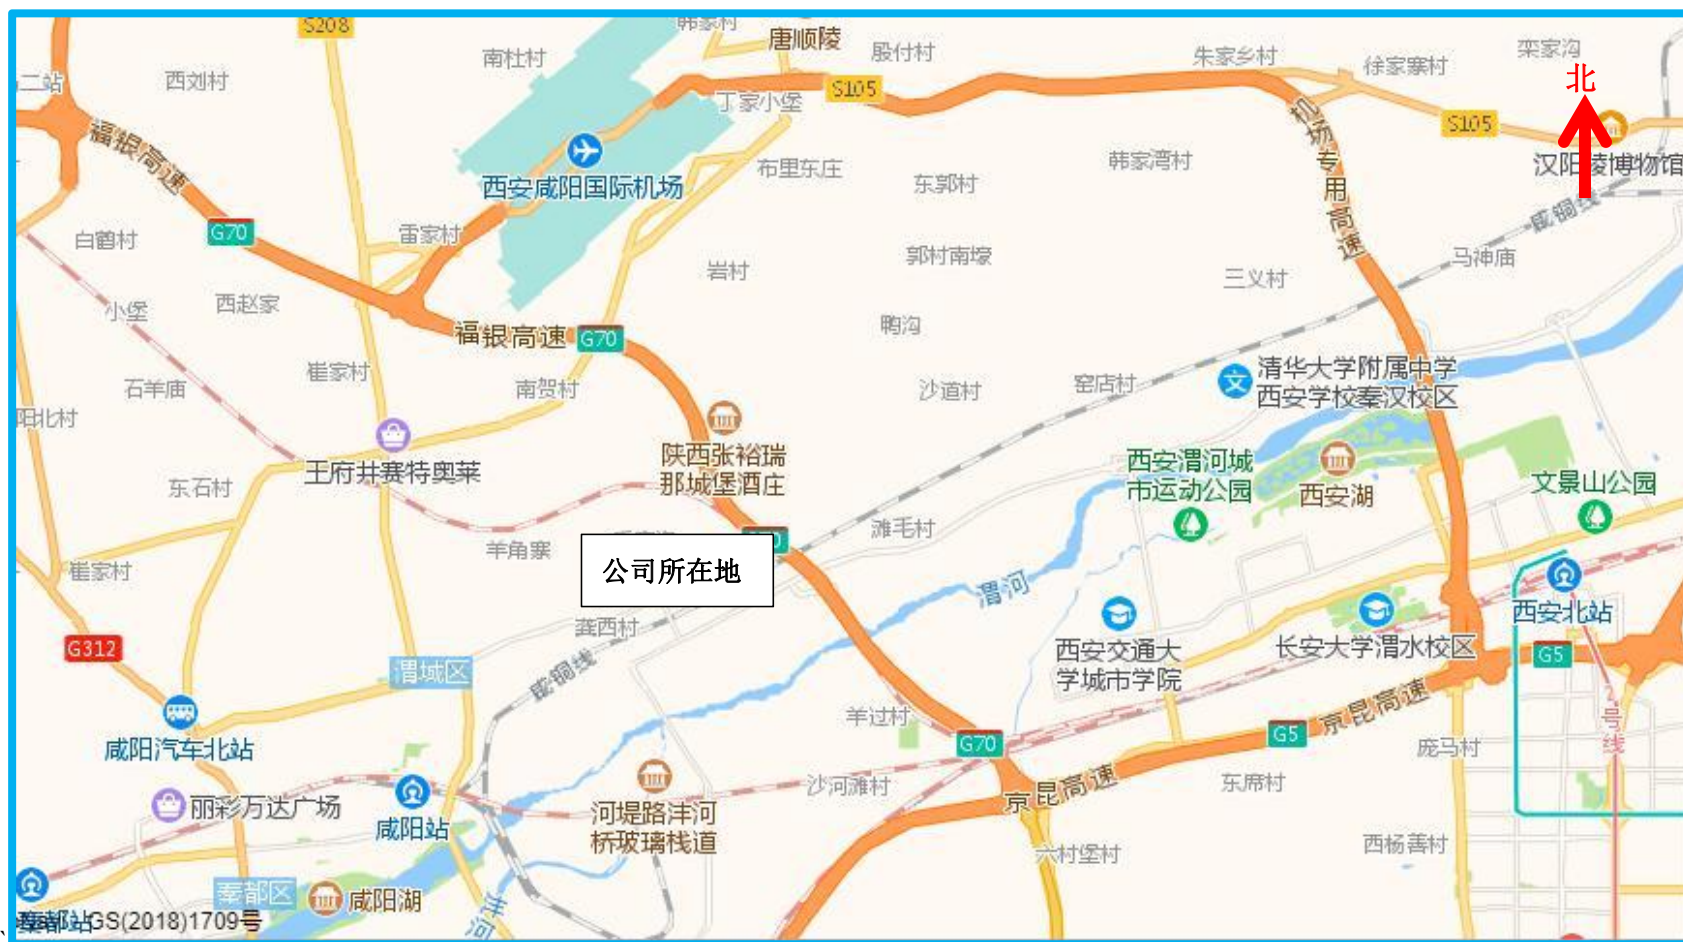 S208
韩家村
唐顺陵
殷付村
朱家乡村
栾家沟
南杜村
徐家寨村
二站
西刘村
北
S105
丁家小堡
S105
福银高速
机场专用高速
布里东庄
韩家湾村
汉阳陵博物馆
西安咸阳国际机场
东郭村
咸铜线
G70
白鹤村
雷家村
郭村南壕
马神庙
岩村
三义村
小堡
西赵家
鸭沟
福银高速
G70
崔家村
清华大学附属中学
西安学校秦汉校区
石羊庙
南贺村
沙道村
窑店村
阳北村
陕西张裕瑞
那城堡酒庄
王府井赛特奥莱
西安渭河城
市运动公园
西安湖
文景山公园
东石村
滩毛村
羊角寨
公司所在地
崔家村
渭河
西安北站
龚西村
G312
西安交通大
学城市学院
长安大学渭水校区
G5
渭城区
咸铜线
羊过村
京昆高速
2号线
G70
G5
咸阳汽车北站
庞马村
沙河滩村
京昆高速
东席村
丽彩万达广场
咸阳站
河堤路沣河
桥玻璃栈道
六村堡村
西杨善村
秦都区
咸阳湖
秦都站
GS(2018)1709号